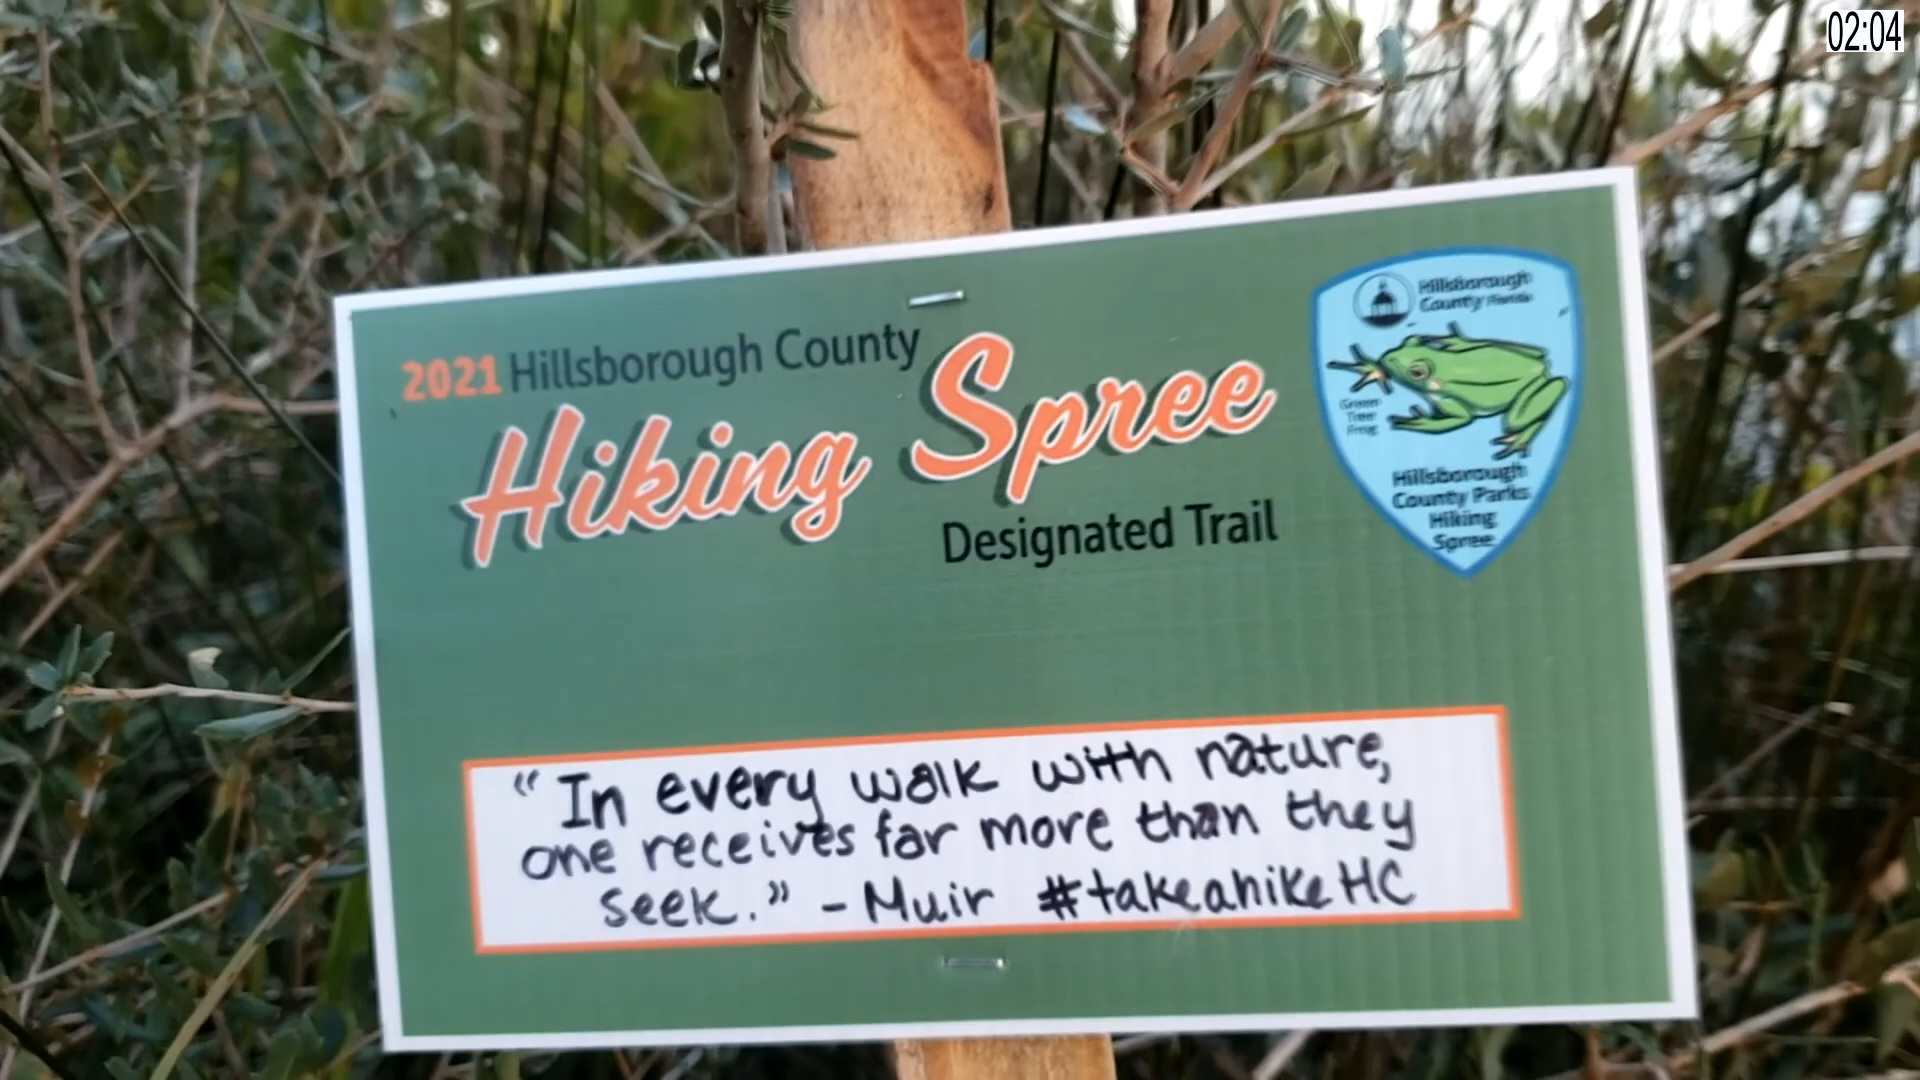 02:04
2021 Hillsborough County
Hiking Spree
Designated Trail
Hillsborough
County Florida
Green
Tree
Frog
Hillsborough
County Parks
Hiking
Spree
“In every walk with nature,
one receives far more than they
seek.” - Muir #takeahikeHC